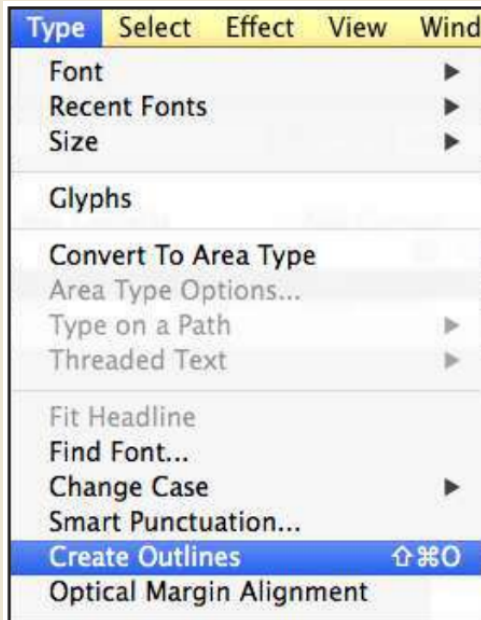 Type Select Effect View Wind
Font ▶
Recent Fonts ▶
Size ▶
Glyphs
Convert To Area Type
Area Type Options...
Type on a Path ▶
Threaded Text ▶
Fit Headline
Find Font...
Change Case ▶
Smart Punctuation...
Create Outlines ⇧⌘O
Optical Margin Alignment